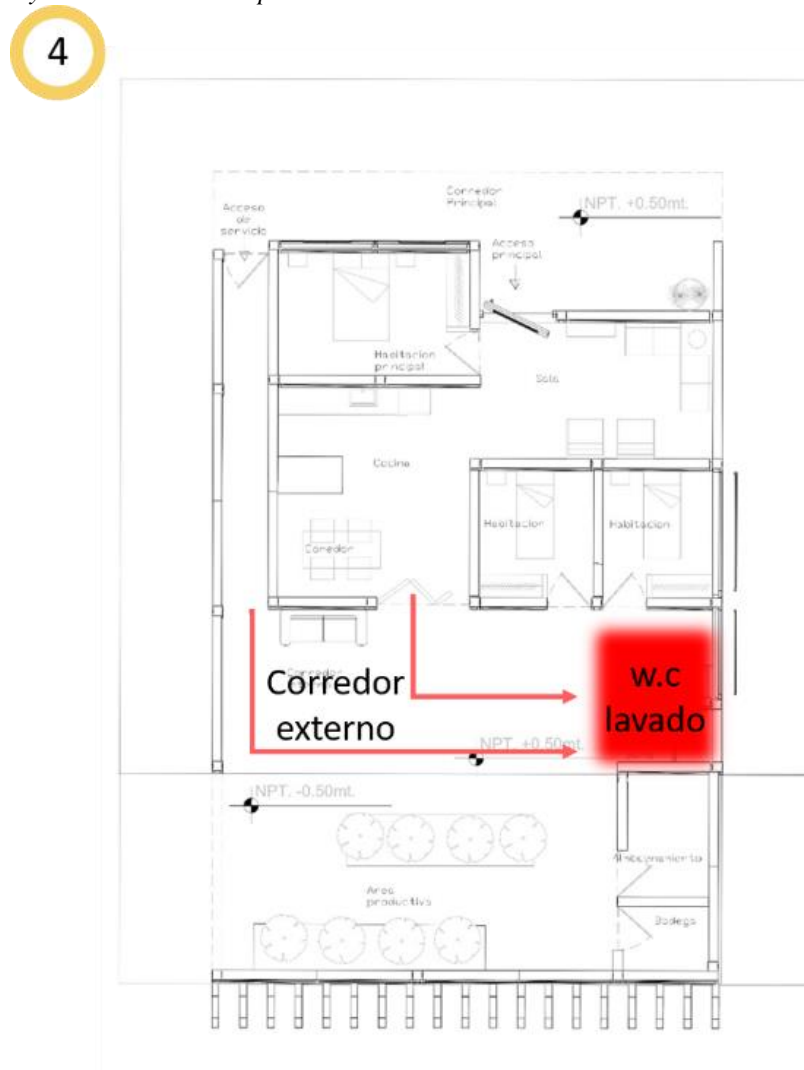 4
Corredor
Principal
NPT. +0.50mt.
Acceso
de
servicio
Acceso
principal
Habitacion
principal
Sala
Cocina
Habitacion
Habitacion
Comedor
Corredor
externo
w.c
lavado
NPT. +0.50mt.
NPT. -0.50mt.
Almacenamiento
Area
productiva
Bodega